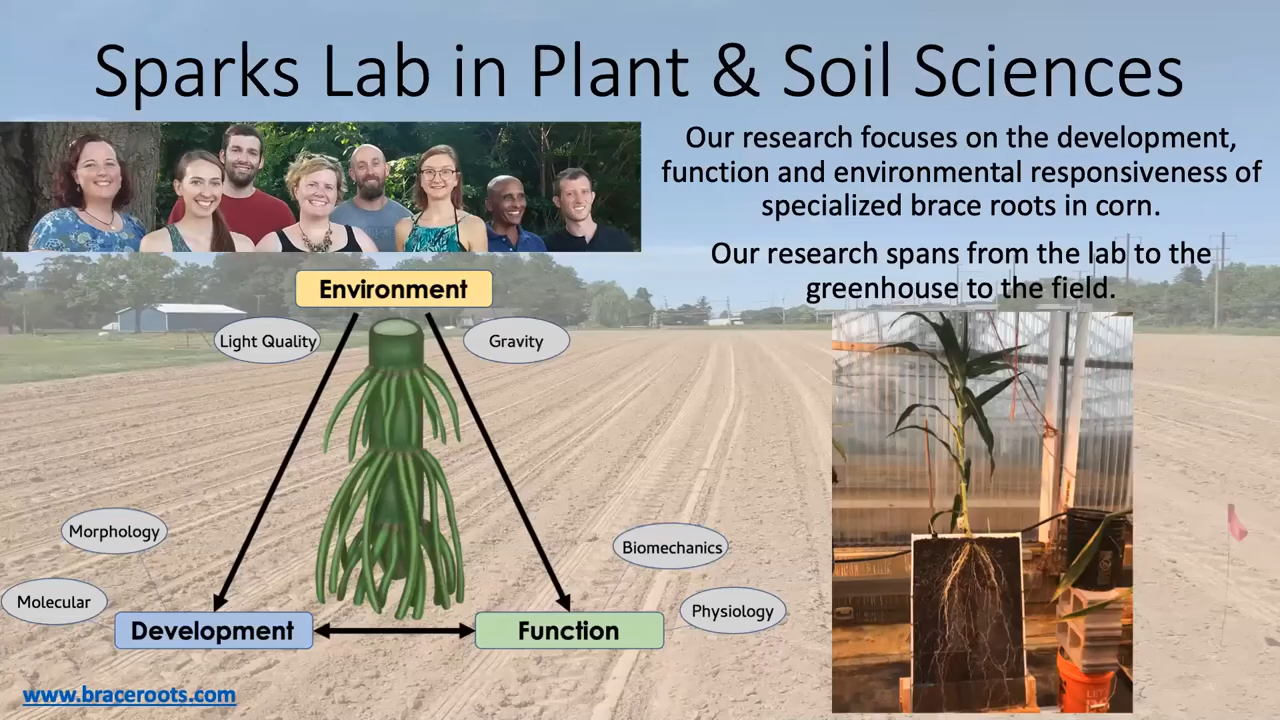 Sparks Lab in Plant & Soil Sciences
Our research focuses on the development,
function and environmental responsiveness of
specialized brace roots in corn.
Our research spans from the lab to the
greenhouse to the field.
Environment
Light Quality
Gravity
Morphology
Biomechanics
Molecular
Physiology
Development
Function
www.braceroots.com